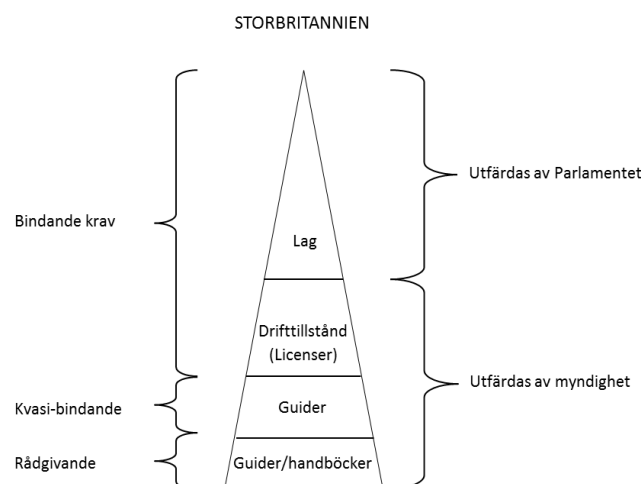 STORBRITANNIEN
Utfärdas av Parlamentet
Bindande krav
Lag
Drifttillstånd
(Licenser)
Utfärdas av myndighet
Kvasi-bindande
Guider
Rådgivande
Guider/handböcker